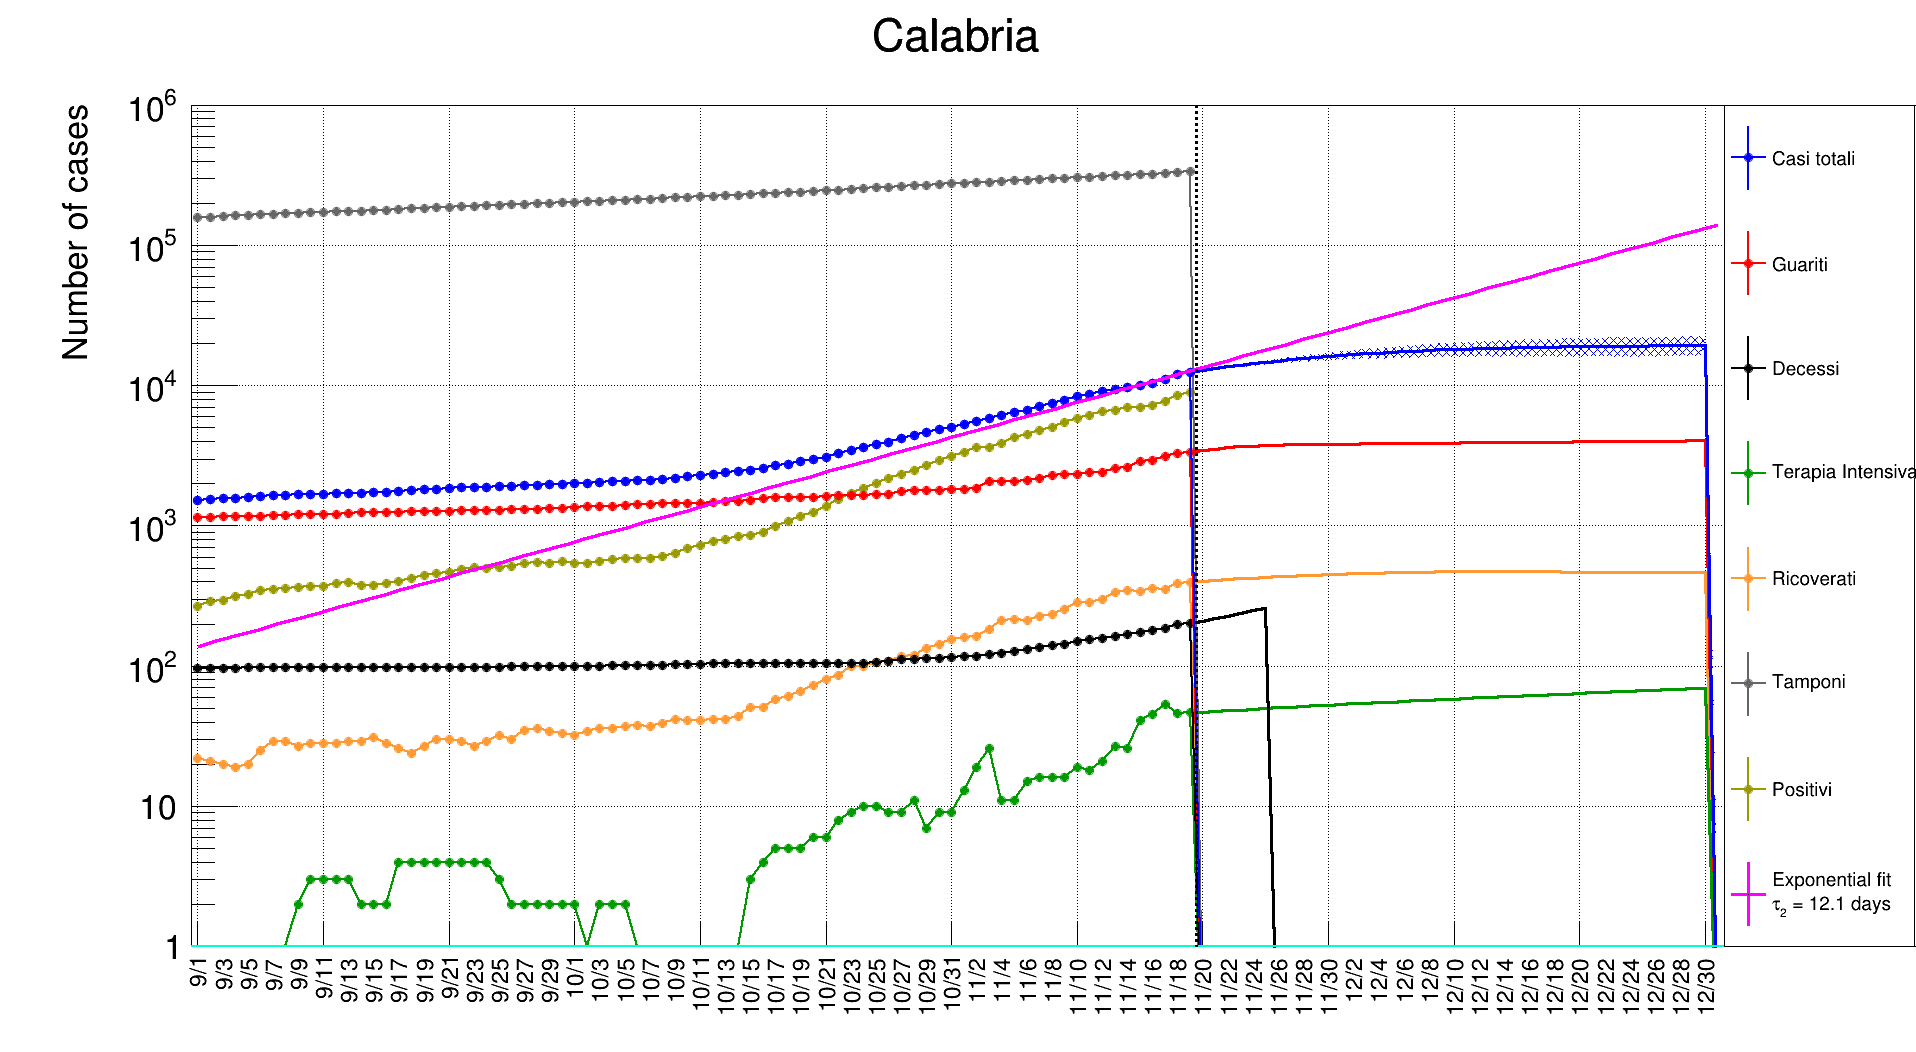 Calabria
Number of cases
10^6
10^5
10^4
10^3
10^2
10
1
9/1 9/3 9/5 9/7 9/9 9/11 9/13 9/15 9/17 9/19 9/21 9/23 9/25 9/27 9/29 10/1 10/3 10/5 10/7 10/9 10/11 10/13 10/15 10/17 10/19 10/21 10/23 10/25 10/27 10/29 10/31 11/2 11/4 11/6 11/8 11/10 11/12 11/14 11/16 11/18 11/20 11/22 11/24 11/26 11/28 11/30 12/2 12/4 12/6 12/8 12/10 12/12 12/14 12/16 12/18 12/20 12/22 12/24 12/26 12/28 12/30
Casi totali
Guariti
Decessi
Terapia Intensiva
Ricoverati
Tamponi
Positivi
Exponential fit
τ_2 = 12.1 days